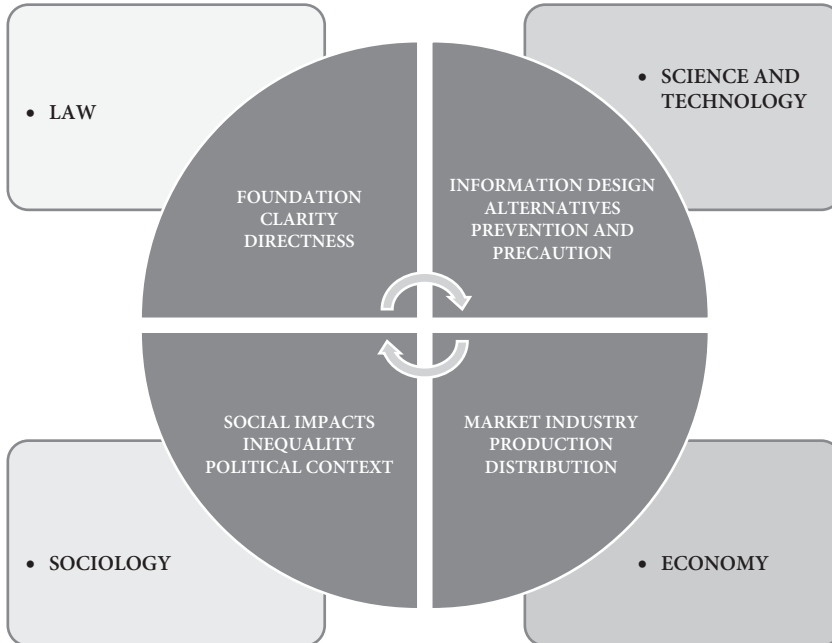 • LAW
• SCIENCE AND
TECHNOLOGY
FOUNDATION
CLARITY
DIRECTNESS
INFORMATION DESIGN
ALTERNATIVES
PREVENTION AND
PRECAUTION
SOCIAL IMPACTS
INEQUALITY
POLITICAL CONTEXT
MARKET INDUSTRY
PRODUCTION
DISTRIBUTION
• SOCIOLOGY
• ECONOMY